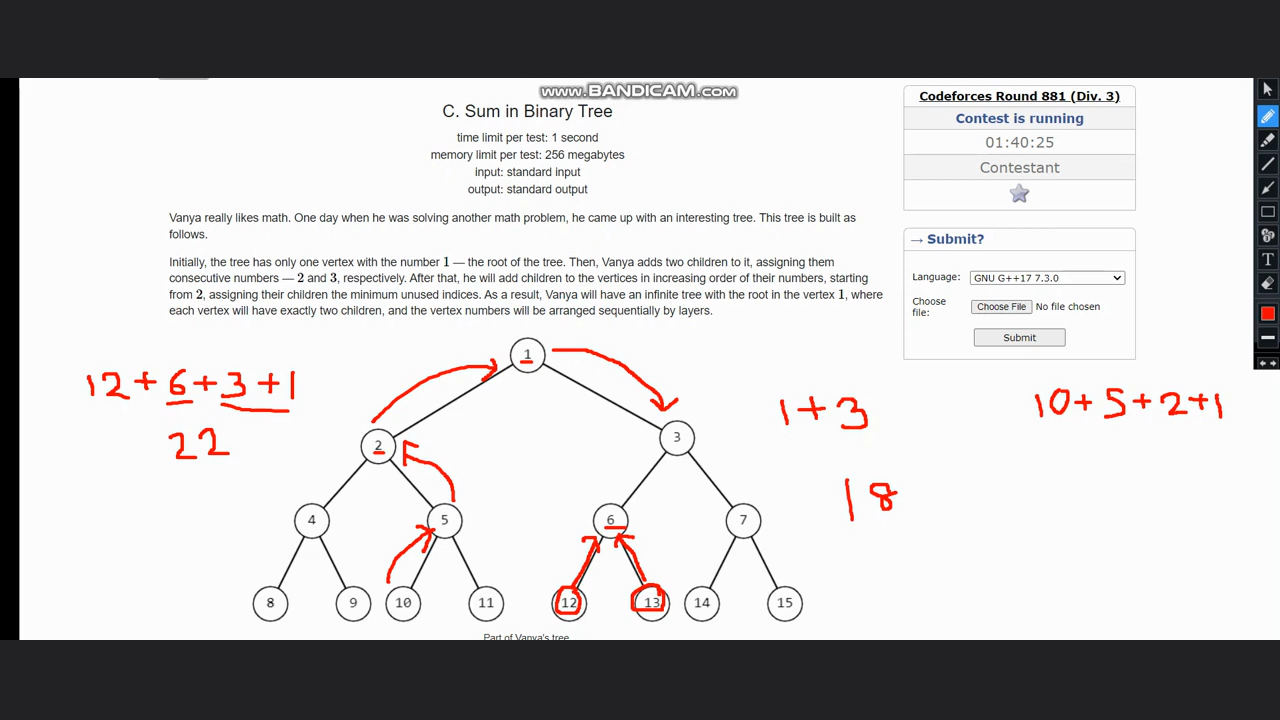 www.BANDICAM.com
C. Sum in Binary Tree
time limit per test: 1 second
memory limit per test: 256 megabytes
input: standard input
output: standard output
Vanya really likes math. One day when he was solving another math problem, he came up with an interesting tree. This tree is built as
follows.
Initially, the tree has only one vertex with the number 1 — the root of the tree. Then, Vanya adds two children to it, assigning them
consecutive numbers — 2 and 3, respectively. After that, he will add children to the vertices in increasing order of their numbers, starting
from 2, assigning their children the minimum unused indices. As a result, Vanya will have an infinite tree with the root in the vertex 1, where
each vertex will have exactly two children, and the vertex numbers will be arranged sequentially by layers.
Codeforces Round 881 (Div. 3)
Contest is running
01:40:25
Contestant
→ Submit?
Language: GNU G++17 7.3.0
Choose
file: Choose File No file chosen
Submit
T
1
12+6+3+1
22
2
3
1+3
10+5+2+1
18
4
5
6
7
8
9
10
11
12
13
14
15
Part of Vanya's tree.